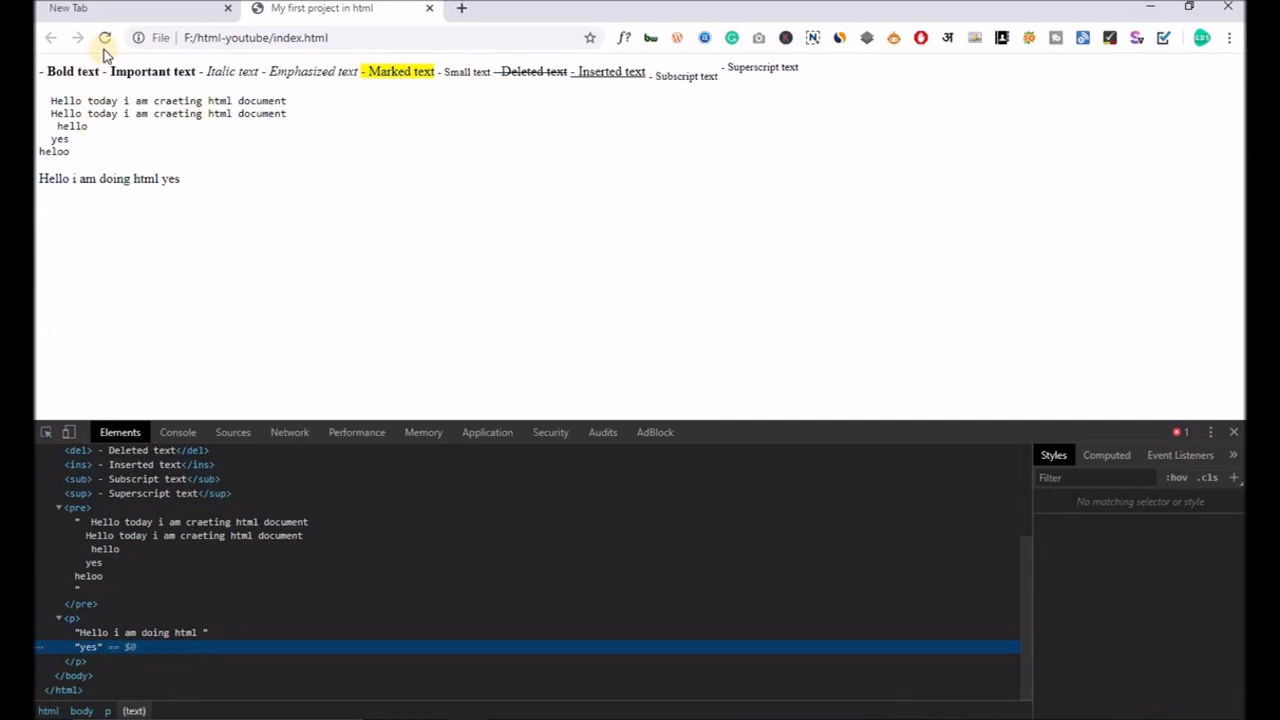 New Tab
My first project in html
File F:/html-youtube/index.html
- Bold text - Important text - Italic text - Emphasized text - Marked text - Small text - Deleted text - Inserted text - Subscript text - Superscript text
Hello today i am craeting html document
Hello today i am craeting html document
hello
yes
heloo
Hello i am doing html yes
Elements Console Sources Network Performance Memory Application Security Audits AdBlock 1
<del> - Deleted text</del>
<ins> - Inserted text</ins>
<sub> - Subscript text</sub>
<sup> - Superscript text</sup>
<pre>
" Hello today i am craeting html document
Hello today i am craeting html document
hello
yes
heloo
"
</pre>
<p>
"Hello i am doing html "
"yes" == $0
</p>
</body>
</html>
html body p (text)
Styles Computed Event Listeners
Filter :hov .cls +
No matching selector or style